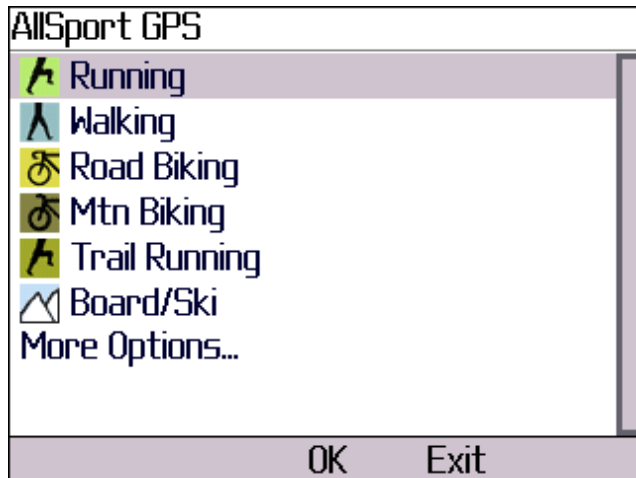 AllSport GPS
Running
Walking
Road Biking
Mtn Biking
Trail Running
Board/Ski
More Options...
OK Exit